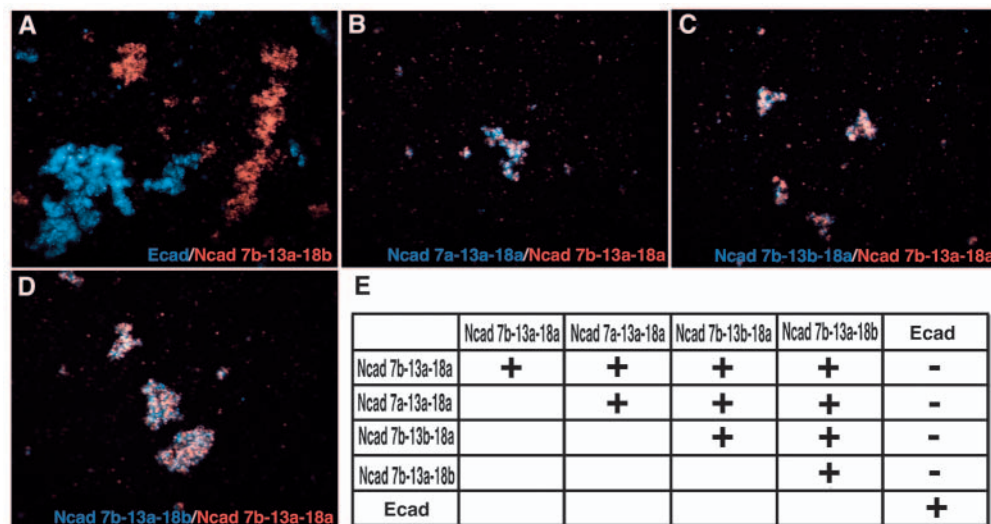 A
Ecad/Ncad 7b-13a-18b
B
Ncad 7a-13a-18a/Ncad 7b-13a-18a
C
Ncad 7b-13b-18a/Ncad 7b-13a-18a
D
Ncad 7b-13a-18b/Ncad 7b-13a-18a
E
Ncad 7b-13a-18a Ncad 7a-13a-18a Ncad 7b-13b-18a Ncad 7b-13a-18b Ecad
Ncad 7b-13a-18a + + + + -
Ncad 7a-13a-18a + + + -
Ncad 7b-13b-18a + + -
Ncad 7b-13a-18b + -
Ecad +